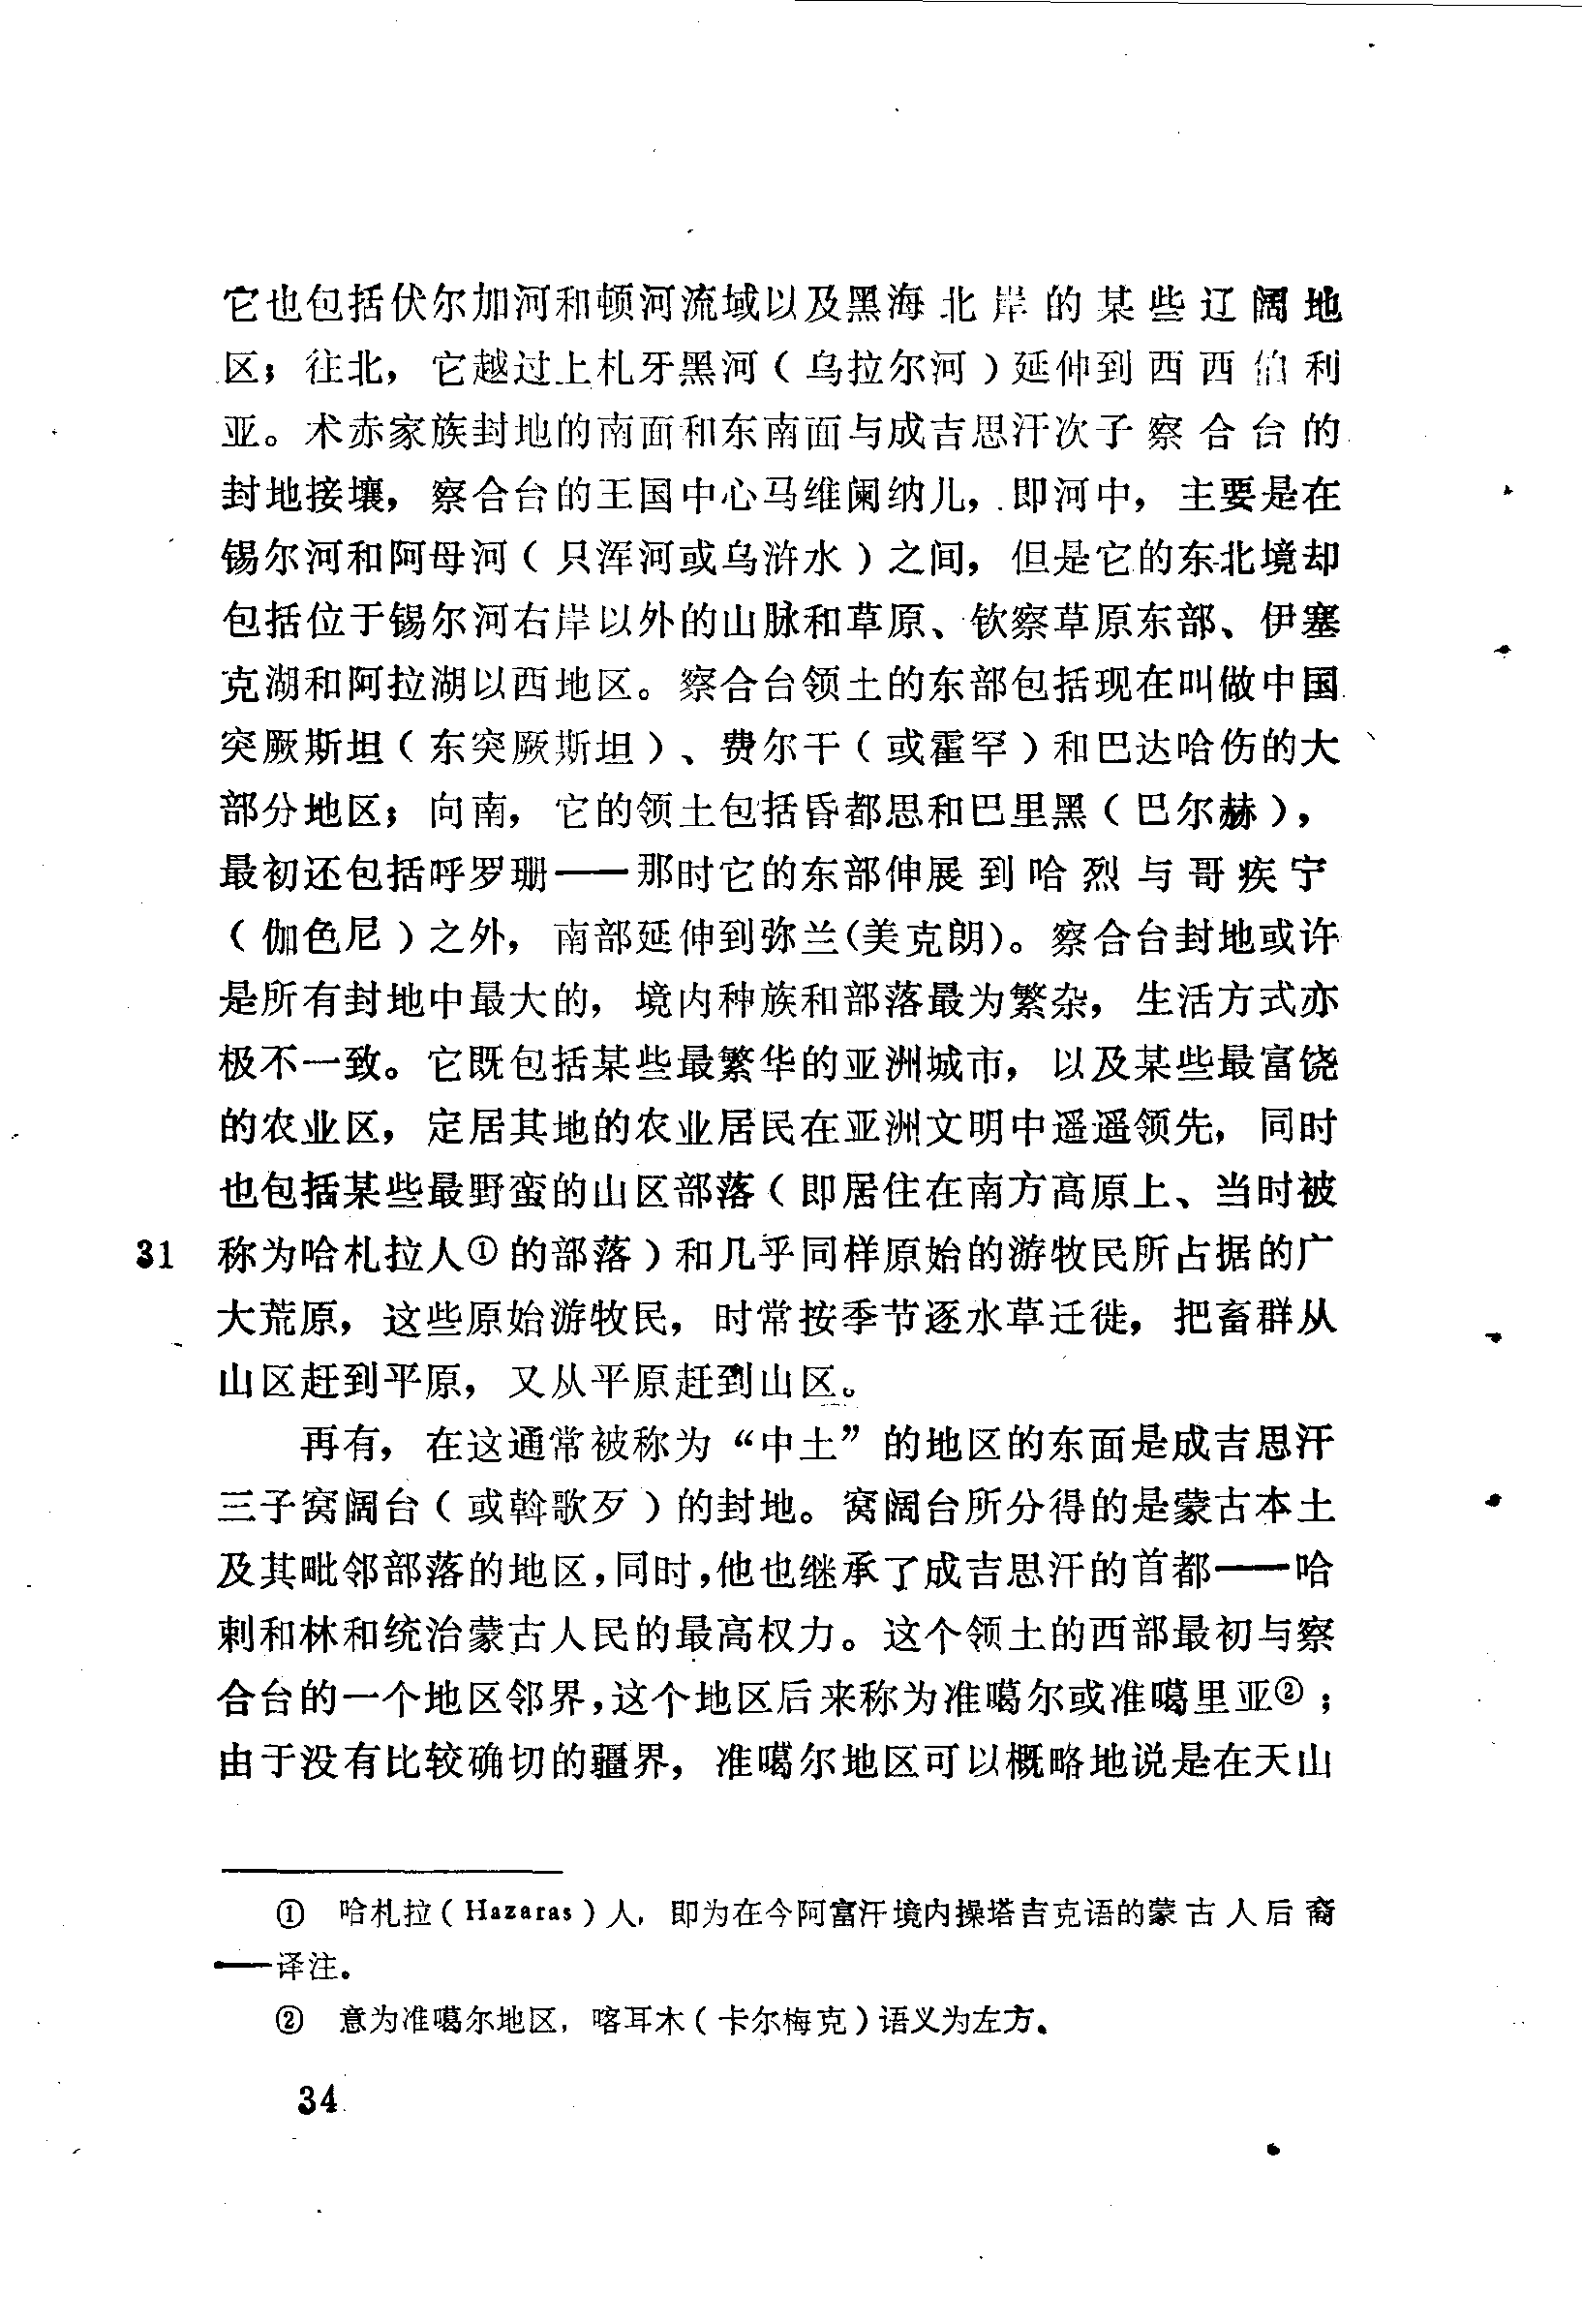 它也包括伏尔加河和顿河流域以及黑海北岸的某些辽阔地
区；往北，它越过上札牙黑河（乌拉尔河）延伸到西西伯利
亚。术赤家族封地的南面和东南面与成吉思汗次子察合台的
封地接壤，察合台的王国中心马维阑纳儿，即河中，主要是在
锡尔河和阿母河（只浑河或乌浒水）之间，但是它的东北境却
包括位于锡尔河右岸以外的山脉和草原、钦察草原东部、伊塞
克湖和阿拉湖以西地区。察合台领土的东部包括现在叫做中国
突厥斯坦（东突厥斯坦）、费尔干（或霍罕）和巴达哈伤的大
部分地区；向南，它的领土包括昏都思和巴里黑（巴尔赫），
最初还包括呼罗珊——那时它的东部伸展到哈烈与哥疾宁
（伽色尼）之外，南部延伸到弥兰（美克朗）。察合台封地或许
是所有封地中最大的，境内种族和部落最为繁杂，生活方式亦
极不一致。它既包括某些最繁华的亚洲城市，以及某些最富饶
的农业区，定居其地的农业居民在亚洲文明中遥遥领先，同时
也包括某些最野蛮的山区部落（即居住在南方高原上、当时被
31 称为哈札拉人①的部落）和几乎同样原始的游牧民所占据的广
大荒原，这些原始游牧民，时常按季节逐水草迁徙，把畜群从
山区赶到平原，又从平原赶到山区。
再有，在这通常被称为“中土”的地区的东面是成吉思汗
三子窝阔台（或斡歌歹）的封地。窝阔台所分得的是蒙古本土
及其毗邻部落的地区，同时，他也继承了成吉思汗的首都——哈
剌和林和统治蒙古人民的最高权力。这个领土的西部最初与察
合台的一个地区邻界，这个地区后来称为准噶尔或准噶里亚②；
由于没有比较确切的疆界，准噶尔地区可以概略地说是在天山
① 哈札拉（Hazaras）人，即为在今阿富汗境内操塔吉克语的蒙古人后裔
——译注。
② 意为准噶尔地区，喀耳木（卡尔梅克）语义为左方。
34